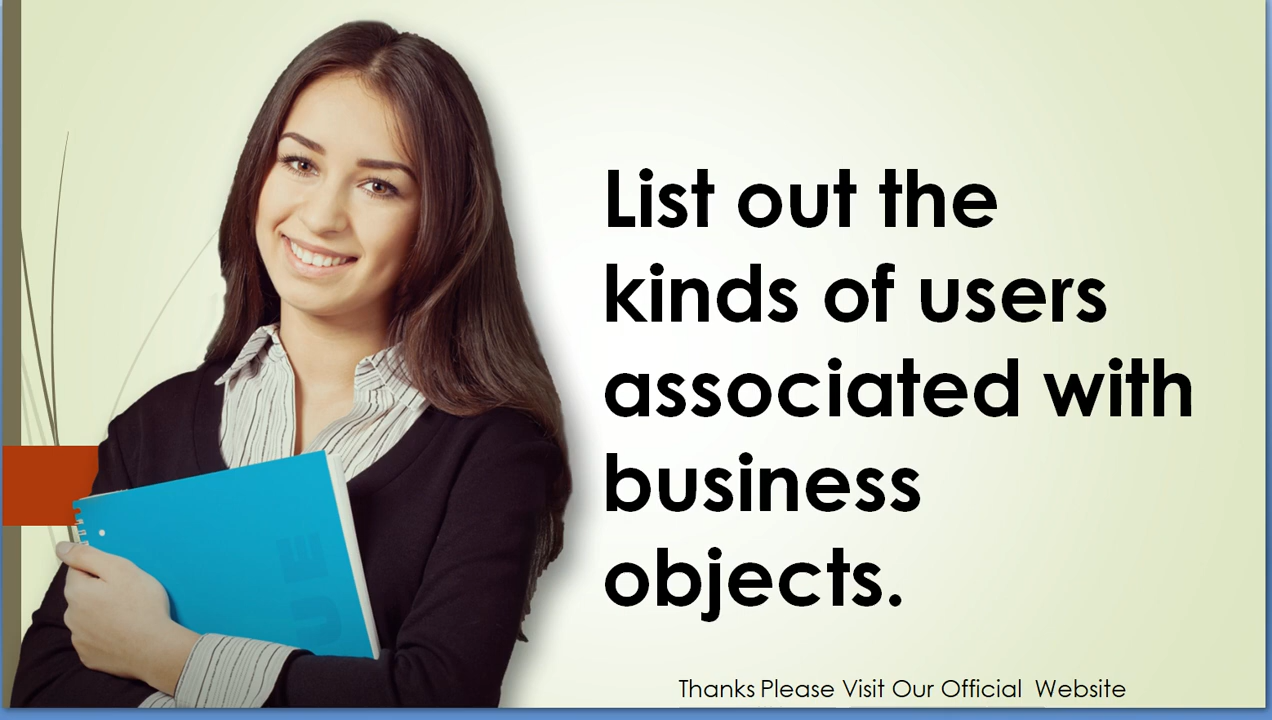 List out the
kinds of users
associated with
business
objects.
Thanks Please Visit Our Official Website